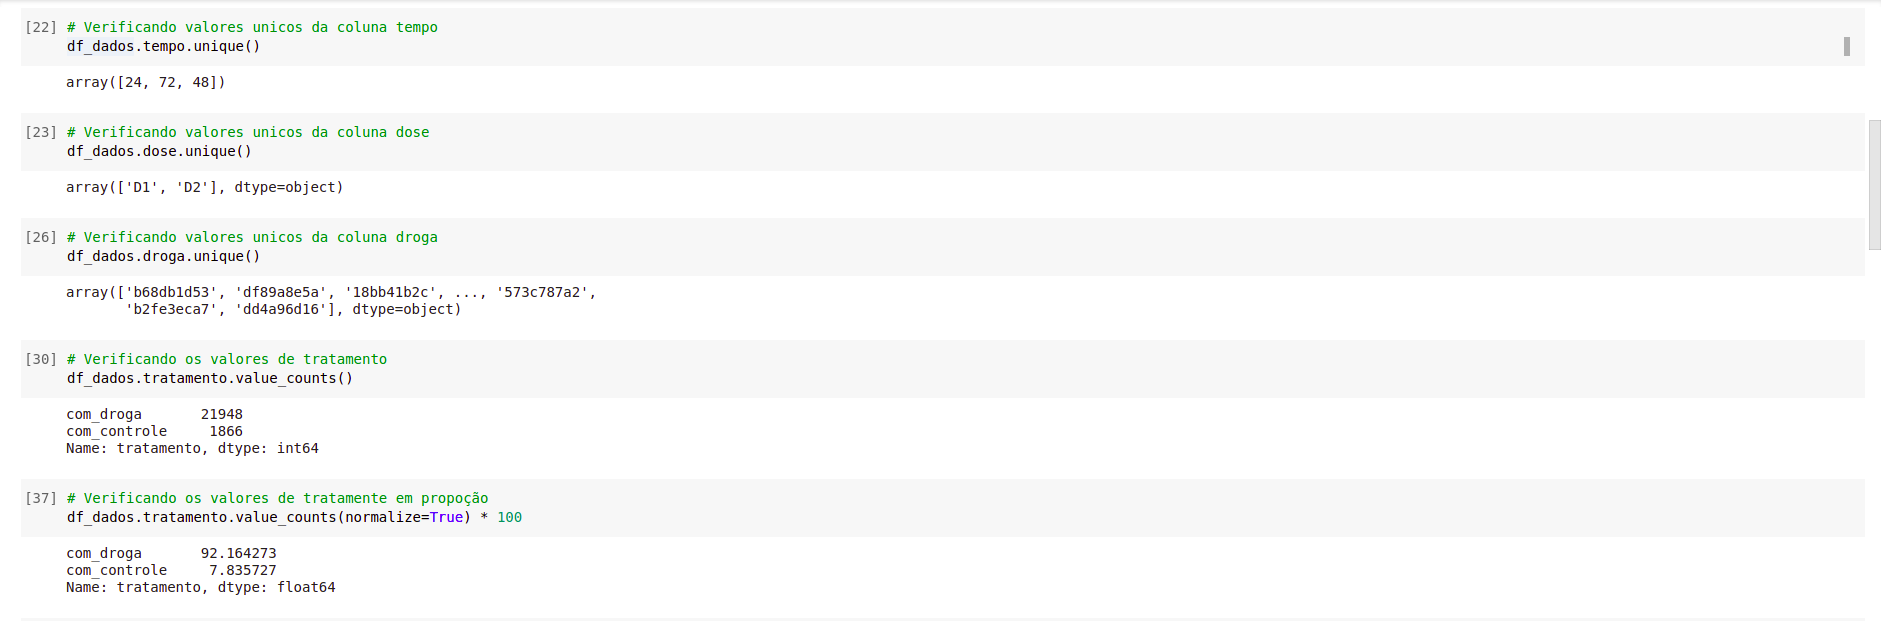 [22] # Verificando valores unicos da coluna tempo
df_dados.tempo.unique()
array([24, 72, 48])
[23] # Verificando valores unicos da coluna dose
df_dados.dose.unique()
array(['D1', 'D2'], dtype=object)
[26] # Verificando valores unicos da coluna droga
df_dados.droga.unique()
array(['b68db1d53', 'df89a8e5a', '18bb41b2c', ..., '573c787a2',
'b2fe3eca7', 'dd4a96d16'], dtype=object)
[30] # Verificando os valores de tratamento
df_dados.tratamento.value_counts()
com_droga 21948
com_controle 1866
Name: tratamento, dtype: int64
[37] # Verificando os valores de tratamente em propoção
df_dados.tratamento.value_counts(normalize=True) * 100
com_droga 92.164273
com_controle 7.835727
Name: tratamento, dtype: float64